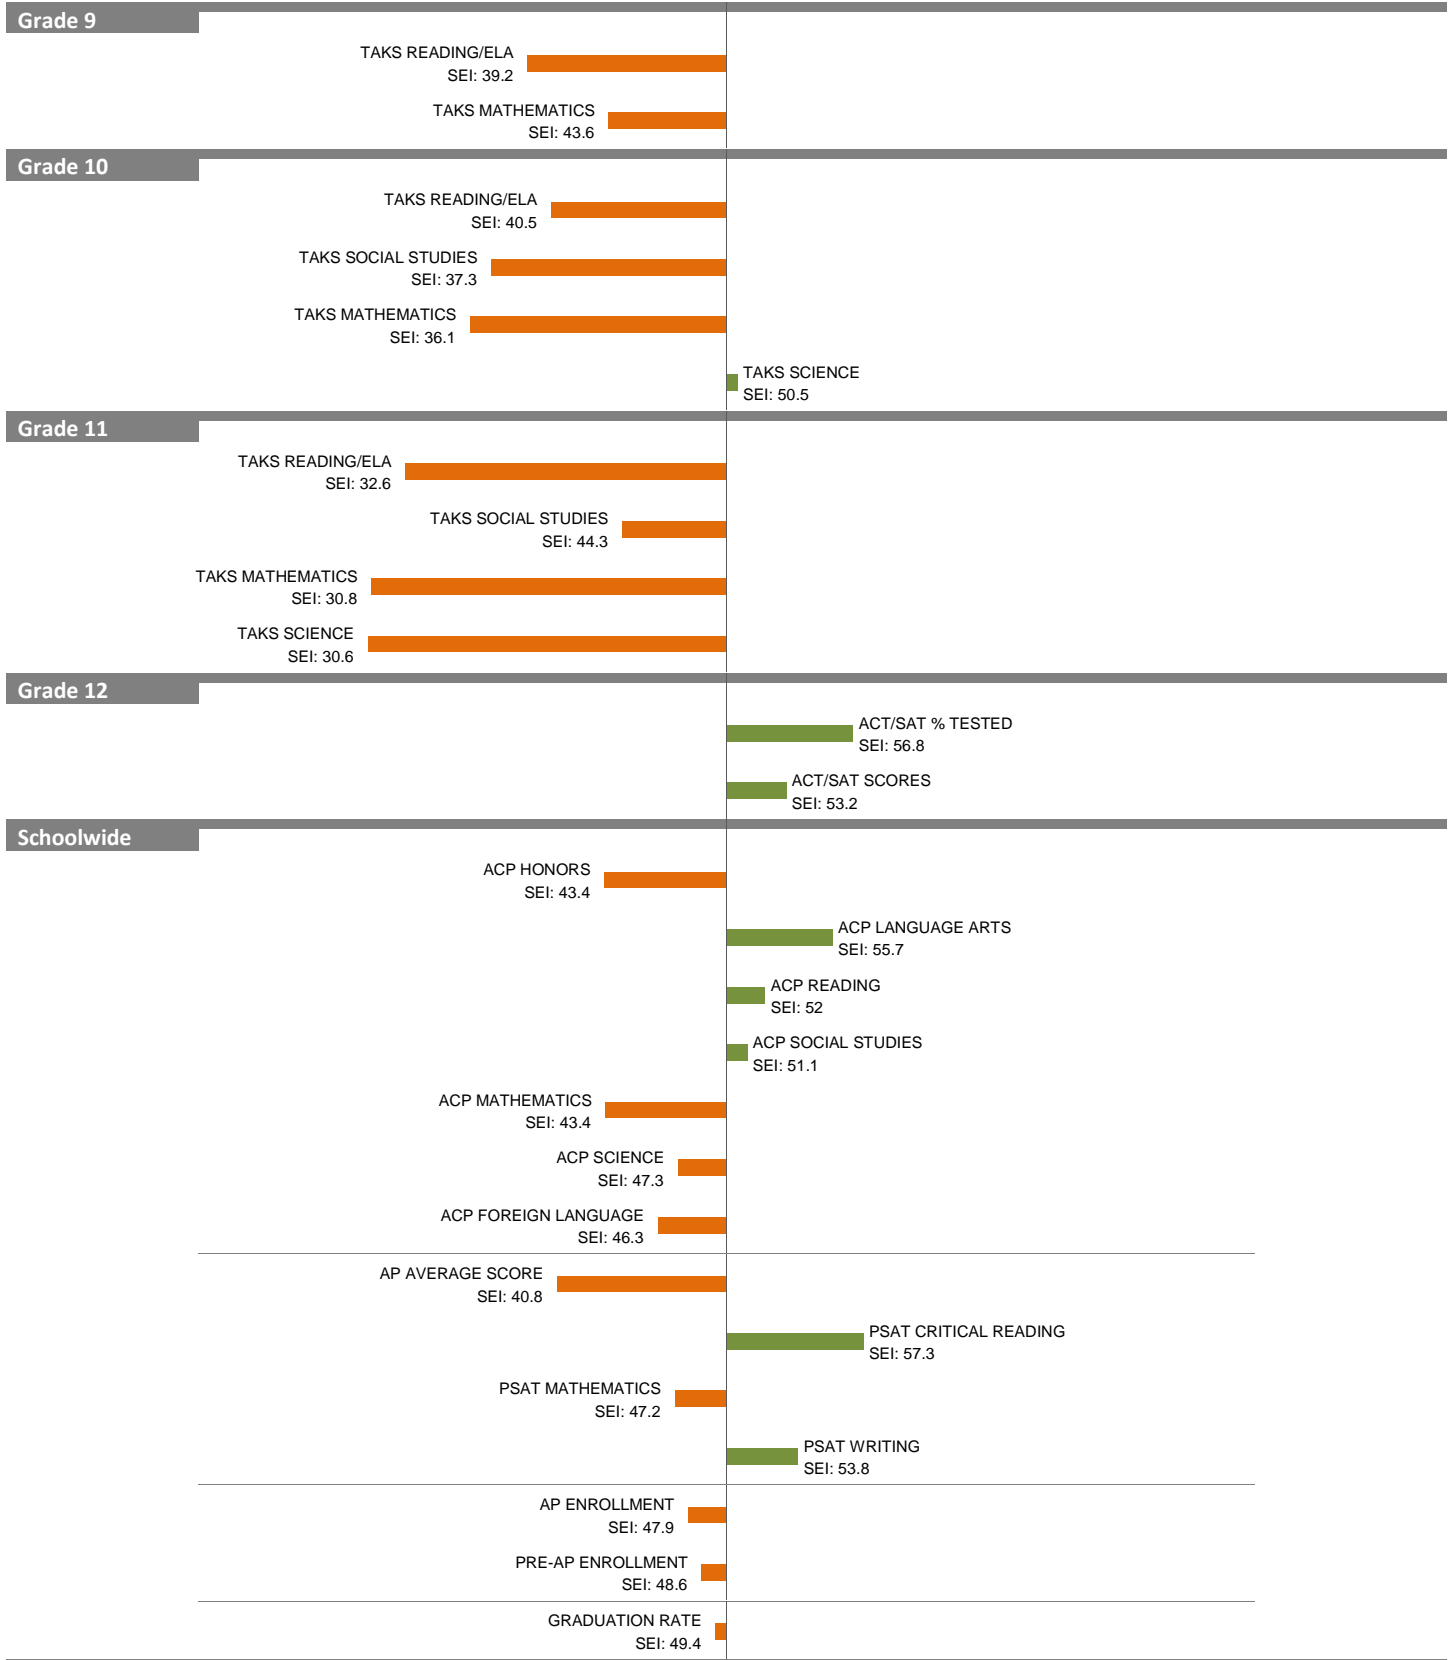 Grade 9
TAKS READING/ELA
SEI: 39.2
TAKS MATHEMATICS
SEI: 43.6
Grade 10
TAKS READING/ELA
SEI: 40.5
TAKS SOCIAL STUDIES
SEI: 37.3
TAKS MATHEMATICS
SEI: 36.1
TAKS SCIENCE
SEI: 50.5
Grade 11
TAKS READING/ELA
SEI: 32.6
TAKS SOCIAL STUDIES
SEI: 44.3
TAKS MATHEMATICS
SEI: 30.8
TAKS SCIENCE
SEI: 30.6
Grade 12
ACT/SAT % TESTED
SEI: 56.8
ACT/SAT SCORES
SEI: 53.2
Schoolwide
ACP HONORS
SEI: 43.4
ACP LANGUAGE ARTS
SEI: 55.7
ACP READING
SEI: 52
ACP SOCIAL STUDIES
SEI: 51.1
ACP MATHEMATICS
SEI: 43.4
ACP SCIENCE
SEI: 47.3
ACP FOREIGN LANGUAGE
SEI: 46.3
AP AVERAGE SCORE
SEI: 40.8
PSAT CRITICAL READING
SEI: 57.3
PSAT MATHEMATICS
SEI: 47.2
PSAT WRITING
SEI: 53.8
AP ENROLLMENT
SEI: 47.9
PRE-AP ENROLLMENT
SEI: 48.6
GRADUATION RATE
SEI: 49.4